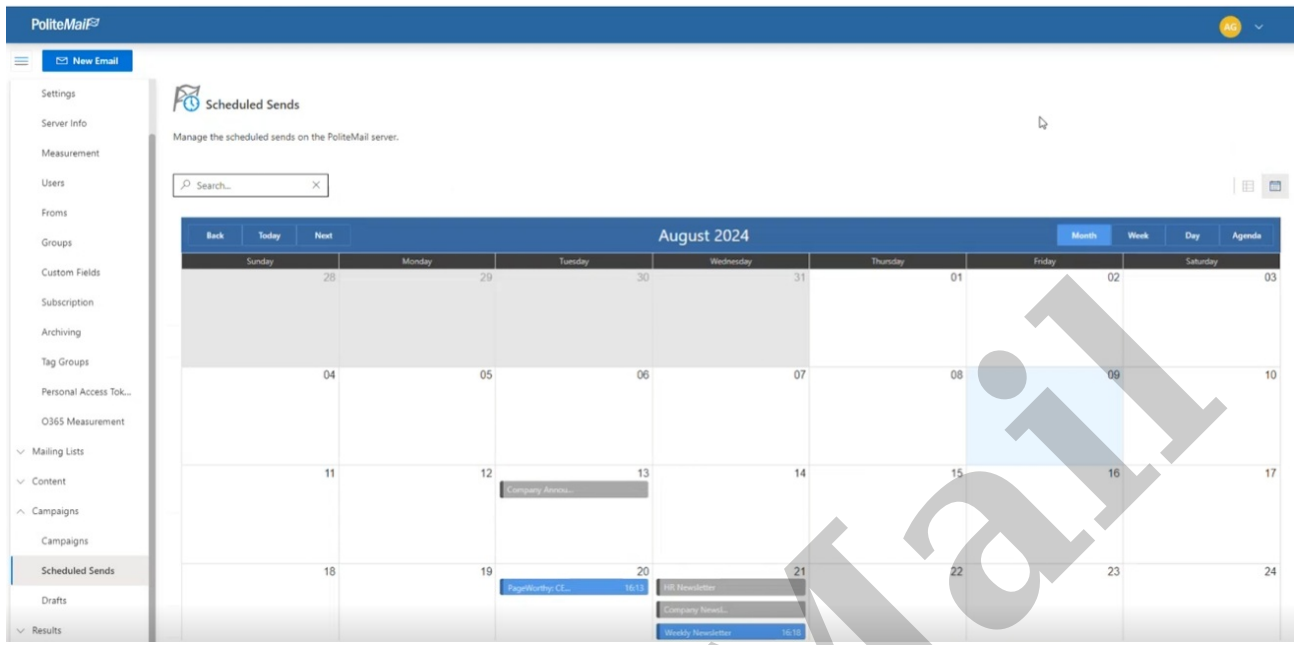 PoliteMail
AG
New Email
Settings
Server Info
Measurement
Users
Froms
Groups
Custom Fields
Subscription
Archiving
Tag Groups
Personal Access Tok...
O365 Measurement
Mailing Lists
Content
Campaigns
Campaigns
Scheduled Sends
Drafts
Results
Scheduled Sends
Manage the scheduled sends on the PoliteMail server.
Search...
Back Today Next August 2024 Month Week Day Agenda
Sunday Monday Tuesday Wednesday Thursday Friday Saturday
28 29 30 31 01 02 03
04 05 06 07 08 09 10
11 12 13 14 15 16 17
Company Annou...
18 19 20 21 22 23 24
PageWorthy: CE... 16:13 HR Newsletter
Company Newsl...
Weekly Newsletter 16:18
Mail